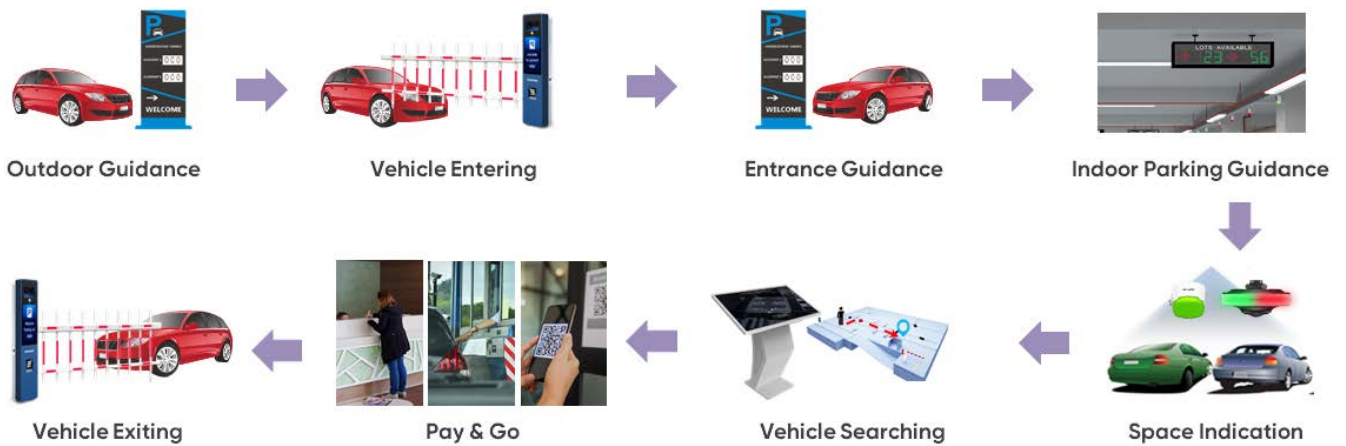 WELCOME
WELCOME
LOTS AVAILABLE
23 56
Outdoor Guidance
Vehicle Entering
Entrance Guidance
Indoor Parking Guidance
Vehicle Exiting
Pay & Go
Vehicle Searching
Space Indication